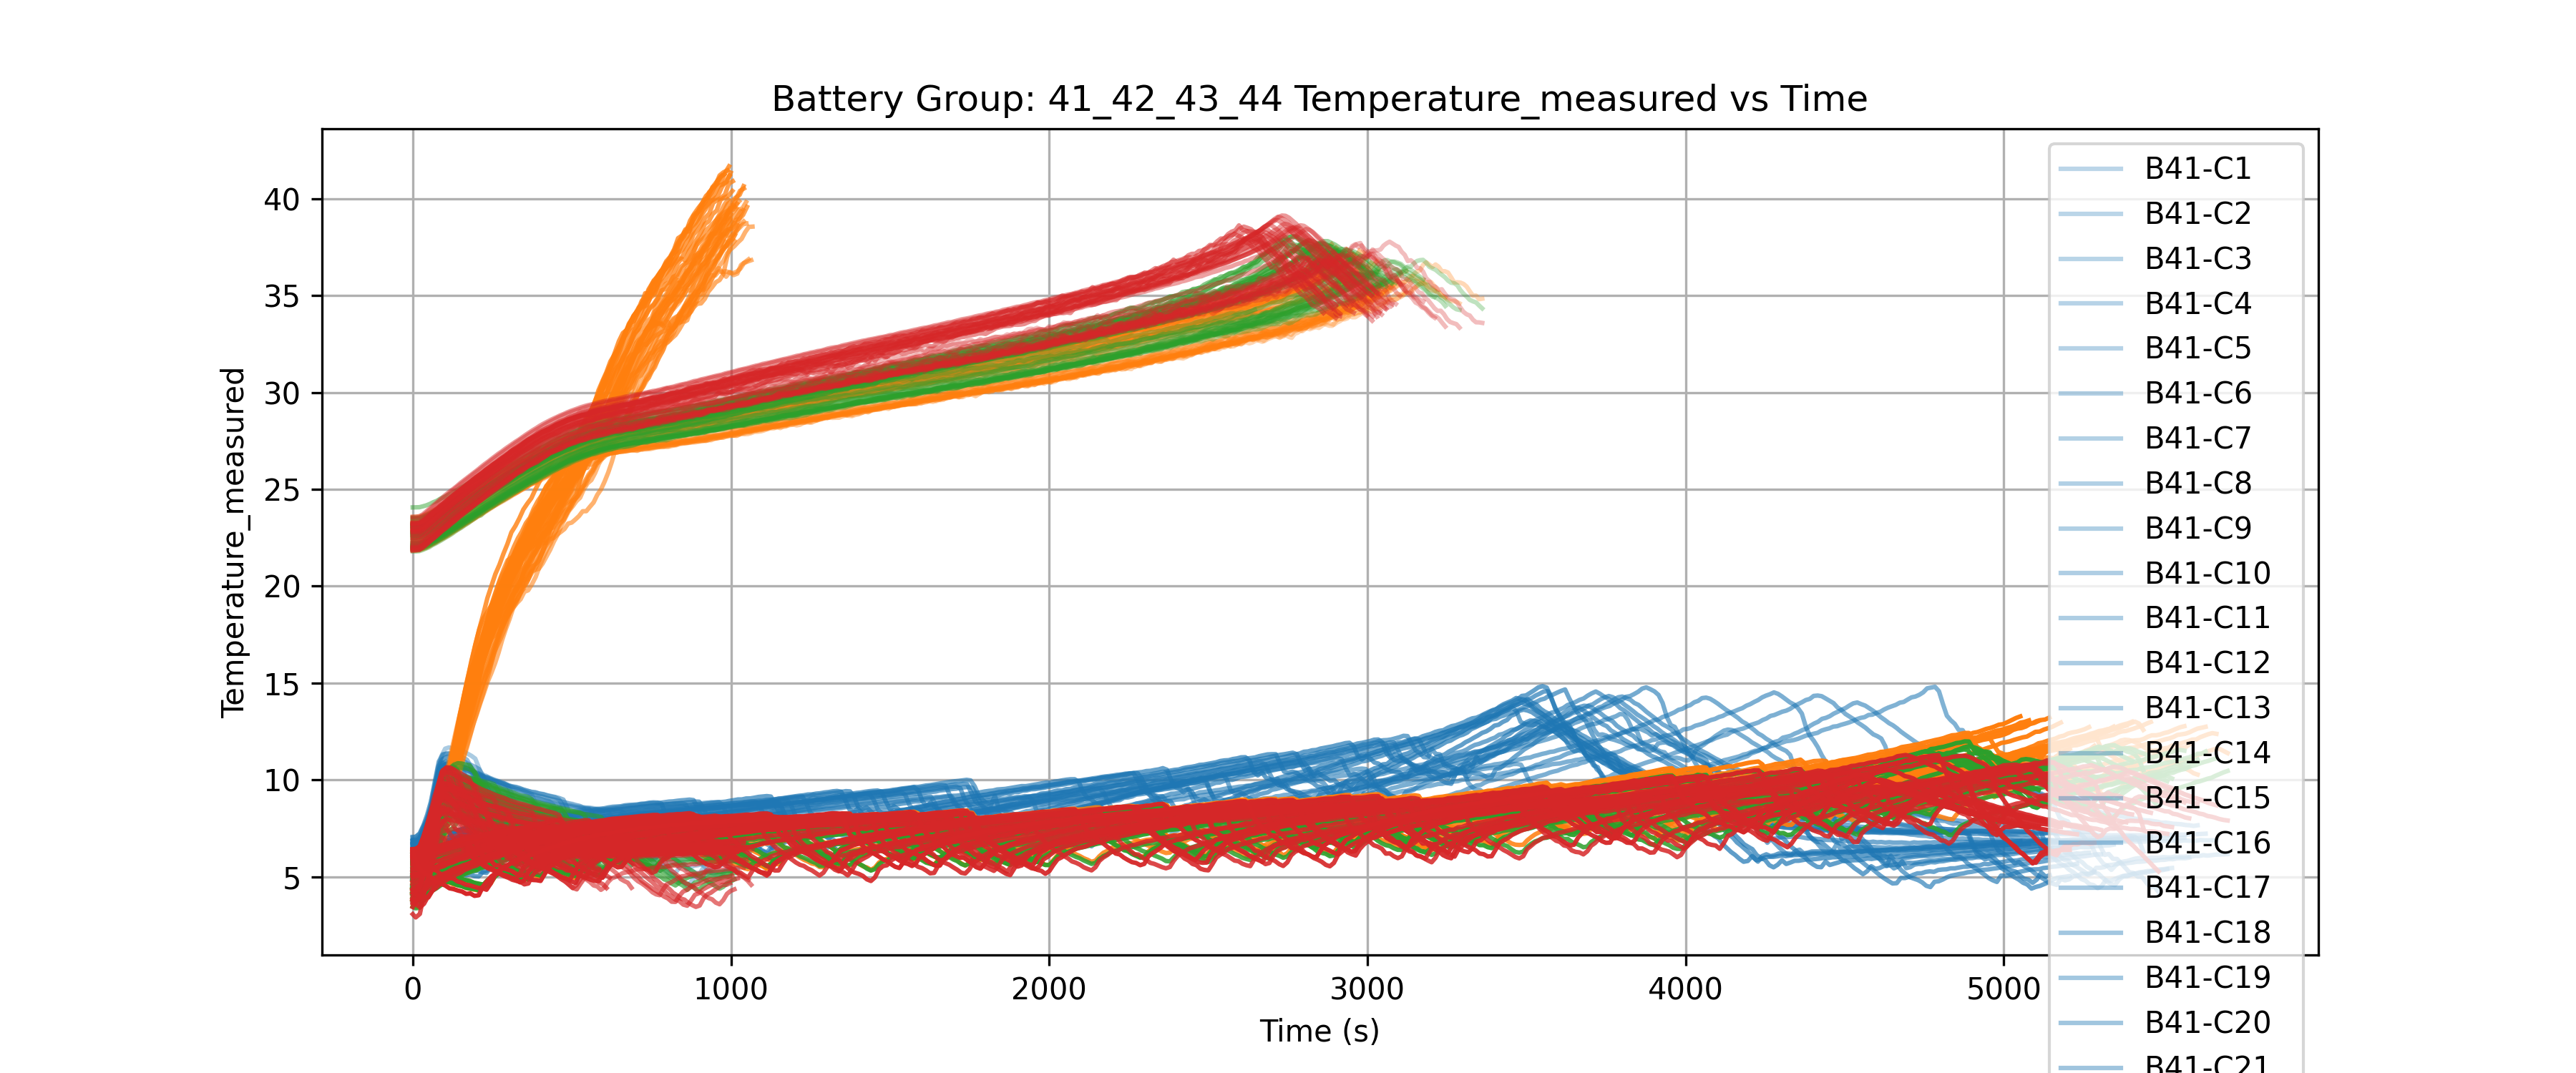 Battery Group: 41_42_43_44 Temperature_measured vs Time
Temperature_measured
40
35
30
25
20
15
10
5
0
1000
2000
3000
4000
5000
Time (s)
B41-C1
B41-C2
B41-C3
B41-C4
B41-C5
B41-C6
B41-C7
B41-C8
B41-C9
B41-C10
B41-C11
B41-C12
B41-C13
B41-C14
B41-C15
B41-C16
B41-C17
B41-C18
B41-C19
B41-C20
B41-C21